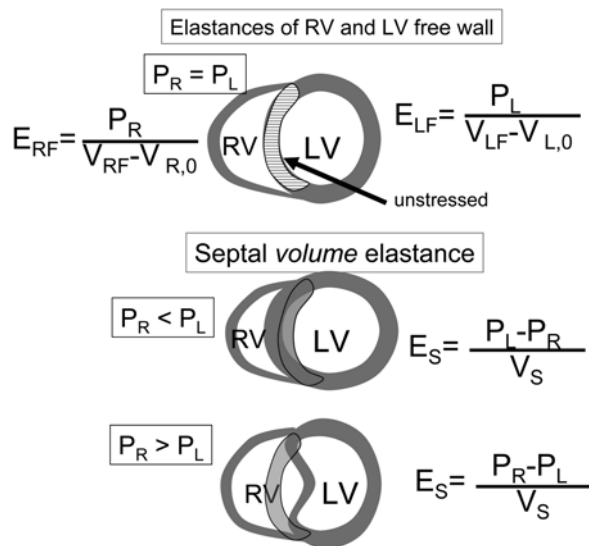 Elastances of RV and LV free wall
P_R = P_L
E_RF = P_R / (V_RF – V_R,0)
RV LV
E_LF = P_L / (V_LF – V_L,0)
unstressed
Septal volume elastance
P_R < P_L
RV LV
E_S = (P_L – P_R) / V_S
P_R > P_L
RV LV
E_S = (P_R – P_L) / V_S